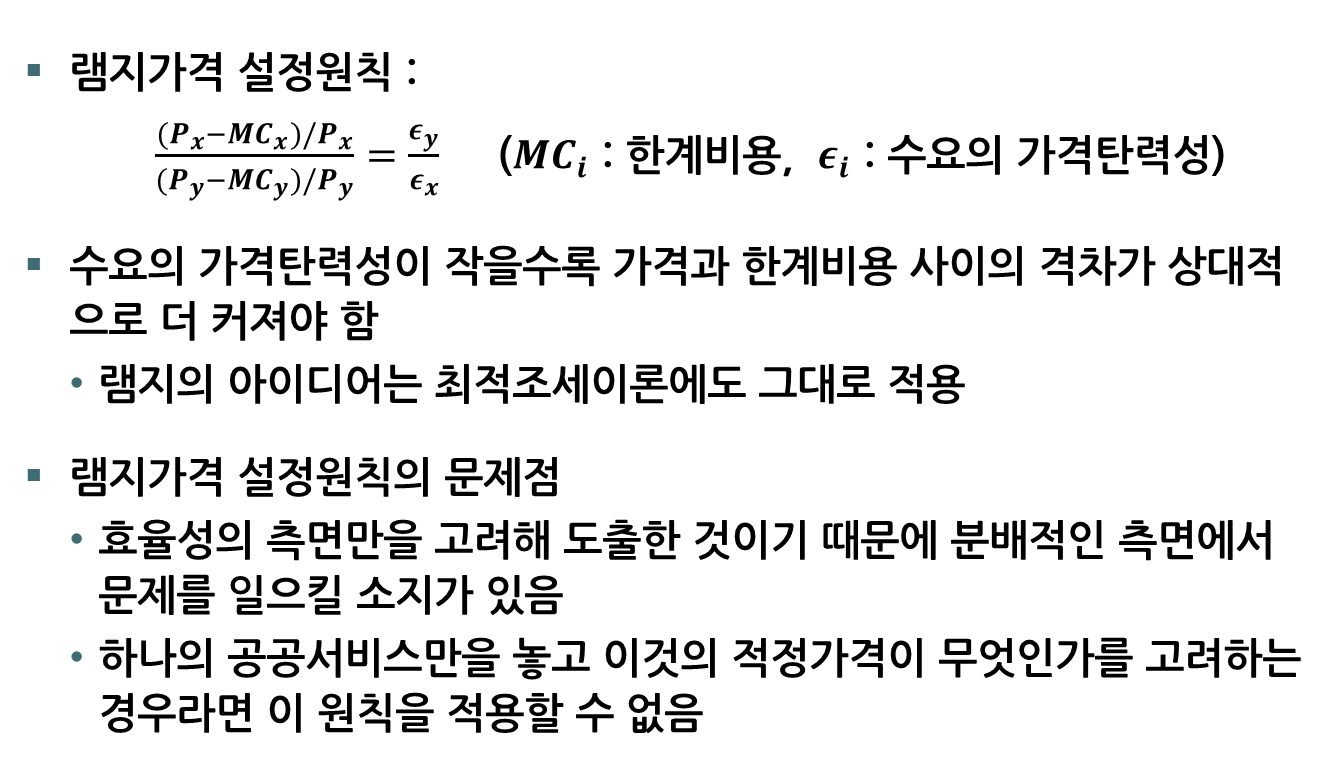 ▪ 램지가격 설정원칙 :
(P_x−MC_x)/P_x / (P_y−MC_y)/P_y = ϵ_y / ϵ_x (MC_i : 한계비용, ϵ_i : 수요의 가격탄력성)
▪ 수요의 가격탄력성이 작을수록 가격과 한계비용 사이의 격차가 상대적
으로 더 커져야 함
• 램지의 아이디어는 최적조세이론에도 그대로 적용
▪ 램지가격 설정원칙의 문제점
• 효율성의 측면만을 고려해 도출한 것이기 때문에 분배적인 측면에서
문제를 일으킬 소지가 있음
• 하나의 공공서비스만을 놓고 이것의 적정가격이 무엇인가를 고려하는
경우라면 이 원칙을 적용할 수 없음